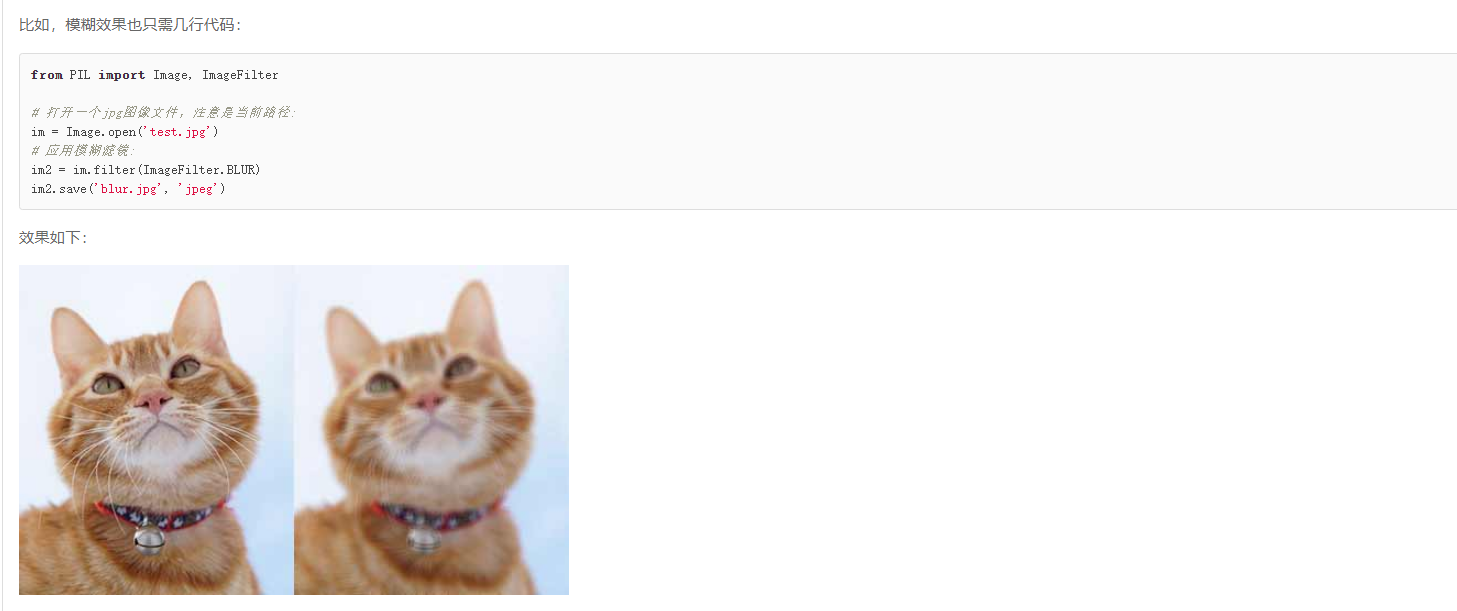 比如，模糊效果也只需几行代码：
from PIL import Image, ImageFilter
# 打开一个jpg图像文件，注意是当前路径:
im = Image.open('test.jpg')
# 应用模糊滤镜:
im2 = im.filter(ImageFilter.BLUR)
im2.save('blur.jpg', 'jpeg')
效果如下：